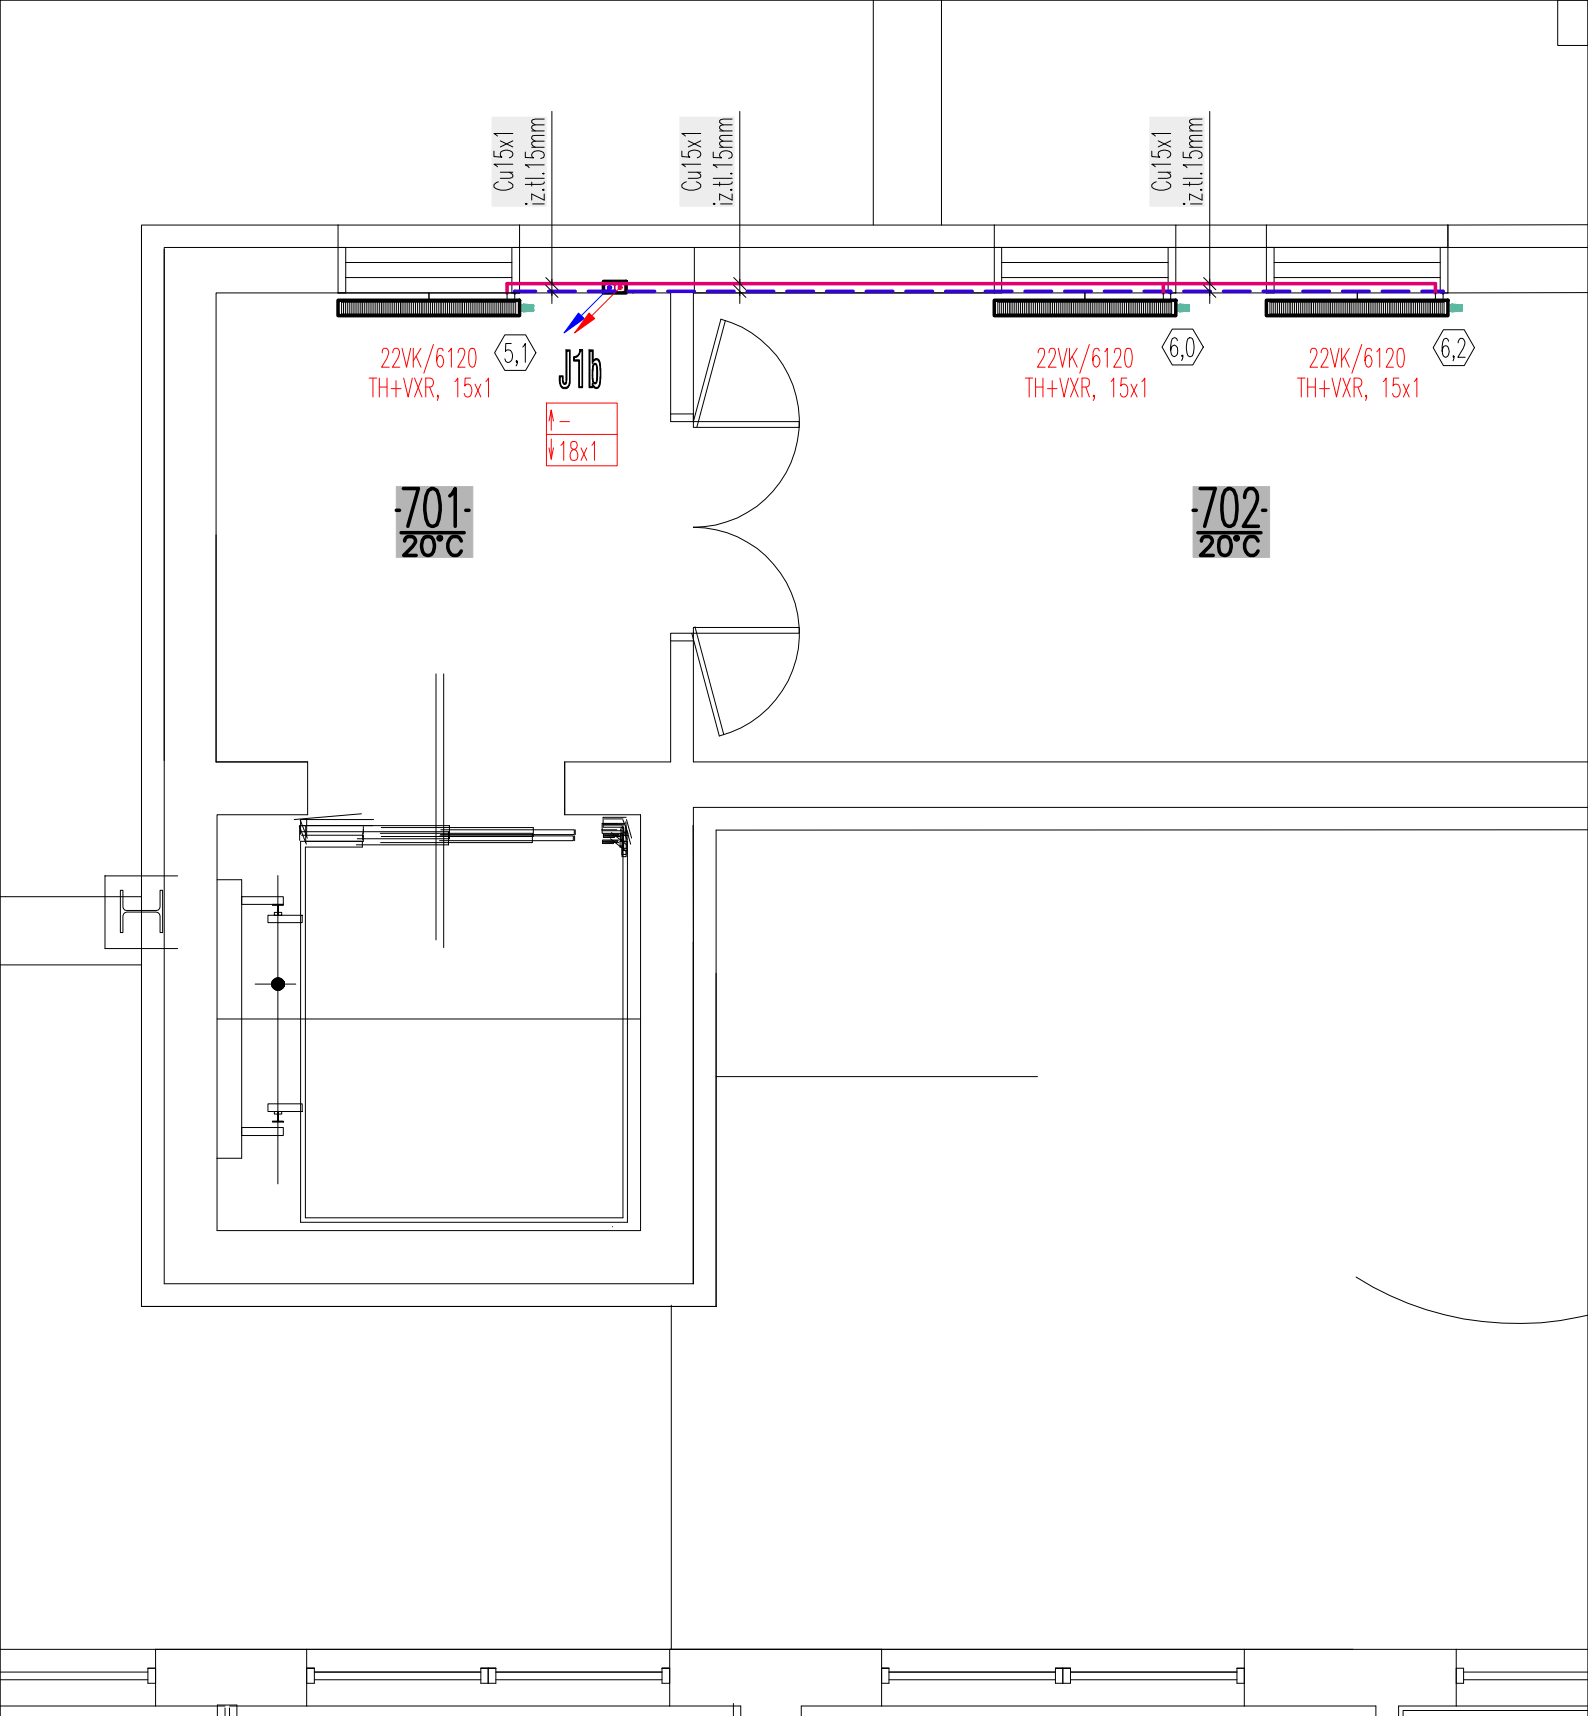 Cu15x1
iz.tl.15mm
Cu15x1
iz.tl.15mm
Cu15x1
iz.tl.15mm
22VK/6120
TH+VXR, 15x1
5,1
J1b
-
18x1
22VK/6120
TH+VXR, 15x1
6,0
22VK/6120
TH+VXR, 15x1
6,2
-701-
20°C
-702-
20°C